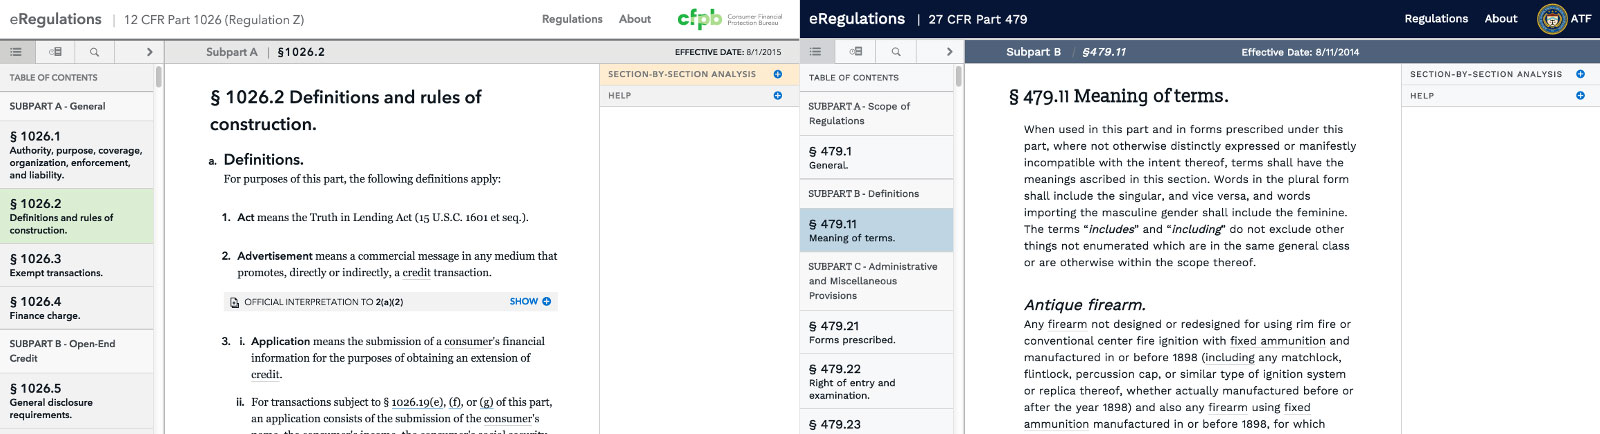 eRegulations | 12 CFR Part 1026 (Regulation Z)
Regulations About
cfpb Consumer Financial
Protection Bureau
Subpart A | §1026.2
EFFECTIVE DATE: 8/1/2015
TABLE OF CONTENTS
SUBPART A - General
§ 1026.1
Authority, purpose, coverage,
organization, enforcement,
and liability.
§ 1026.2
Definitions and rules of
construction.
§ 1026.3
Exempt transactions.
§ 1026.4
Finance charge.
SUBPART B - Open-End
Credit
§ 1026.5
General disclosure
requirements.
§ 1026.2 Definitions and rules of
construction.
a. Definitions.
For purposes of this part, the following definitions apply:
1. Act means the Truth in Lending Act (15 U.S.C. 1601 et seq.).
2. Advertisement means a commercial message in any medium that
promotes, directly or indirectly, a credit transaction.
OFFICIAL INTERPRETATION TO 2(a)(2) SHOW
3. i. Application means the submission of a consumer's financial
information for the purposes of obtaining an extension of
credit.
ii. For transactions subject to § 1026.19(e), (f), or (g) of this part,
an application consists of the submission of the consumer's
name, the consumer's income, the consumer's social security
SECTION-BY-SECTION ANALYSIS
HELP
eRegulations | 27 CFR Part 479
Regulations About ATF
Subpart B / §479.11
Effective Date: 8/11/2014
TABLE OF CONTENTS
SUBPART A - Scope of
Regulations
§ 479.1
General.
SUBPART B - Definitions
§ 479.11
Meaning of terms.
SUBPART C - Administrative
and Miscellaneous
Provisions
§ 479.21
Forms prescribed.
§ 479.22
Right of entry and
examination.
§ 479.23
§ 479.11 Meaning of terms.
When used in this part and in forms prescribed under this
part, where not otherwise distinctly expressed or manifestly
incompatible with the intent thereof, terms shall have the
meanings ascribed in this section. Words in the plural form
shall include the singular, and vice versa, and words
importing the masculine gender shall include the feminine.
The terms “includes” and “including” do not exclude other
things not enumerated which are in the same general class
or are otherwise within the scope thereof.
Antique firearm.
Any firearm not designed or redesigned for using rim fire or
conventional center fire ignition with fixed ammunition and
manufactured in or before 1898 (including any matchlock,
flintlock, percussion cap, or similar type of ignition system
or replica thereof, whether actually manufactured before or
after the year 1898) and also any firearm using fixed
ammunition manufactured in or before 1898, for which
SECTION-BY-SECTION ANALYSIS
HELP